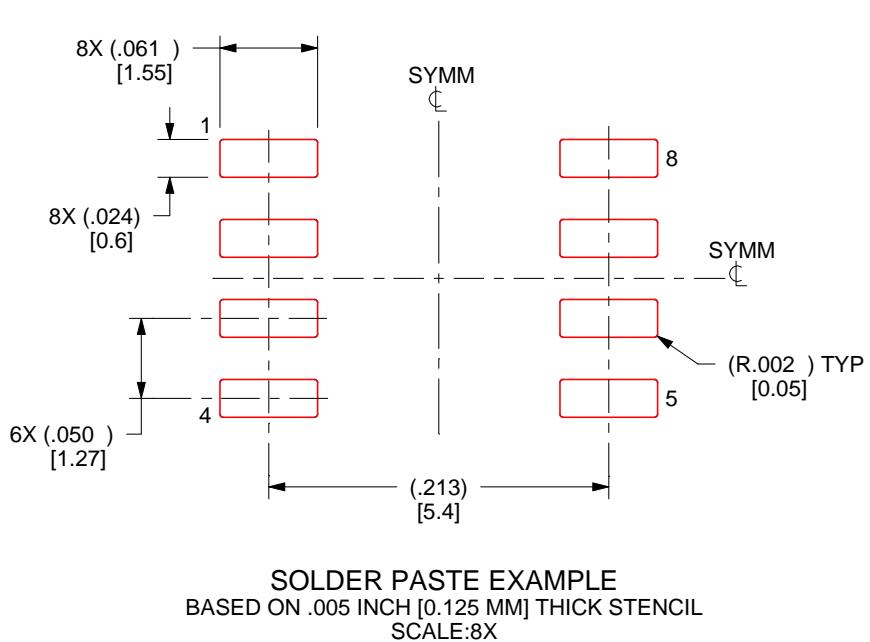 8X (.061 )
[1.55]
SYMM
℄
1
8
8X (.024)
[0.6]
SYMM
℄
(R.002 ) TYP
[0.05]
4
5
6X (.050 )
[1.27]
(.213)
[5.4]
SOLDER PASTE EXAMPLE
BASED ON .005 INCH [0.125 MM] THICK STENCIL
SCALE:8X